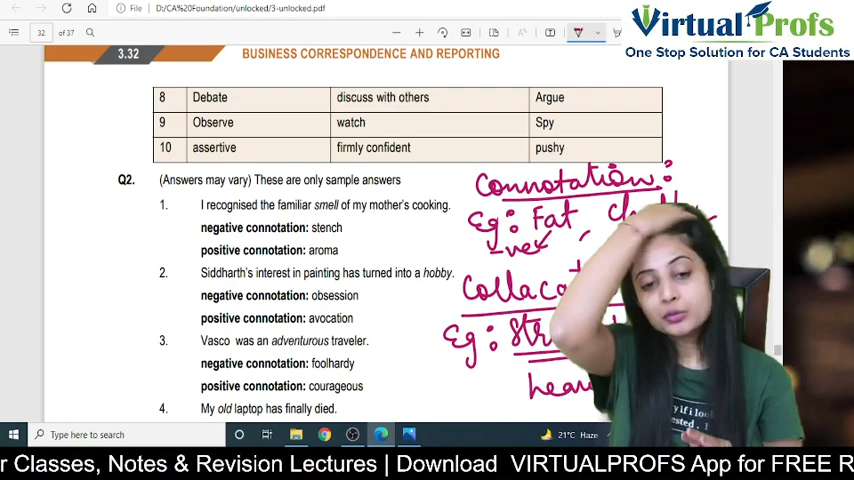 File
D:/CA%20Foundation/unlocked/3-unlocked.pdf
32 of 37
Virtual Profs
One Stop Solution for CA Students
3.32 BUSINESS CORRESPONDENCE AND REPORTING
8 Debate discuss with others Argue
9 Observe watch Spy
10 assertive firmly confident pushy
Q2. (Answers may vary) These are only sample answers
1. I recognised the familiar smell of my mother's cooking.
negative connotation: stench
positive connotation: aroma
2. Siddharth's interest in painting has turned into a hobby.
negative connotation: obsession
positive connotation: avocation
3. Vasco was an adventurous traveler.
negative connotation: foolhardy
positive connotation: courageous
4. My old laptop has finally died.
Connotation:
Eg: Fat,
-ve
Eg:
Type here to search
21°C Haze
r Classes, Notes & Revision Lectures | Download VIRTUALPROFS App for FREE R